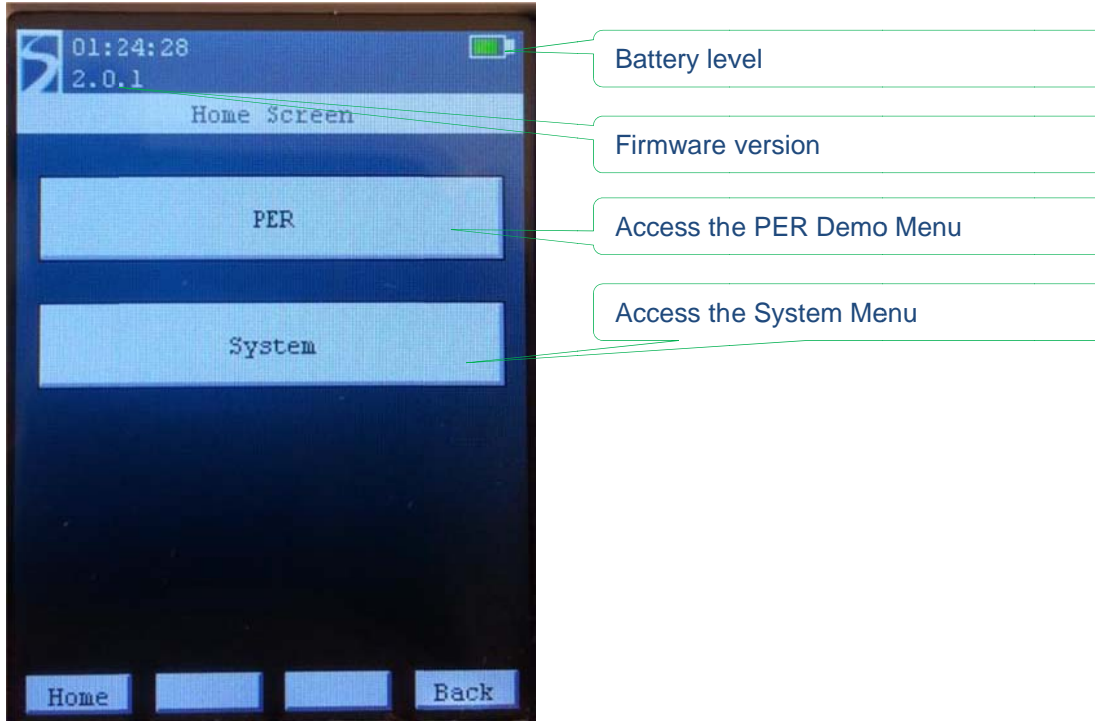 01:24:28
2.0.1
Home Screen
PER
System
Home
Back
Battery level
Firmware version
Access the PER Demo Menu
Access the System Menu